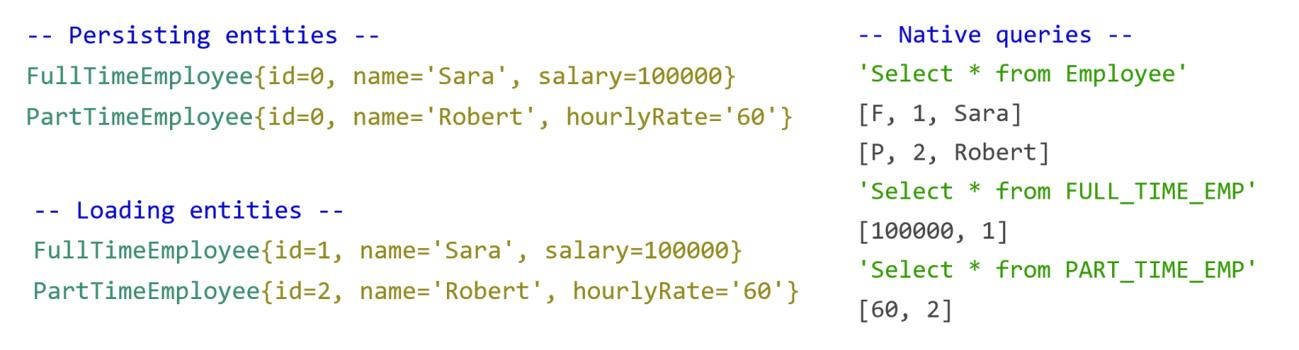 -- Persisting entities --
FullTimeEmployee{id=0, name='Sara', salary=100000}
PartTimeEmployee{id=0, name='Robert', hourlyRate='60'}
-- Loading entities --
FullTimeEmployee{id=1, name='Sara', salary=100000}
PartTimeEmployee{id=2, name='Robert', hourlyRate='60'}
-- Native queries --
'Select * from Employee'
[F, 1, Sara]
[P, 2, Robert]
'Select * from FULL_TIME_EMP'
[100000, 1]
'Select * from PART_TIME_EMP'
[60, 2]